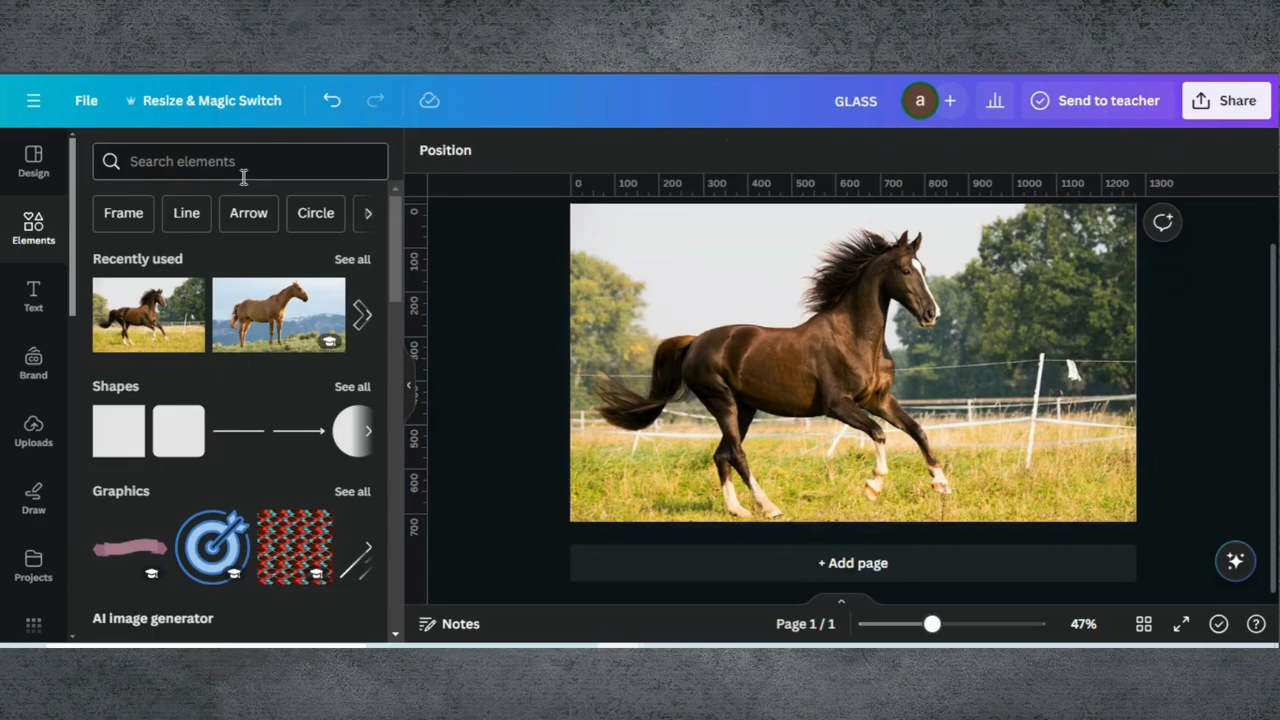 File
Resize & Magic Switch
GLASS
a
+
Send to teacher
Share
Design
Elements
Text
Brand
CO
Uploads
Draw
Projects
Search elements
Frame
Line
Arrow
Circle
Recently used
See all
Shapes
See all
Graphics
See all
AI image generator
Position
0 100 200 300 400 500 600 700 800 900 1000 1100 1200 1300
0
100
200
300
400
500
600
700
+ Add page
Notes
Page 1 / 1
47%